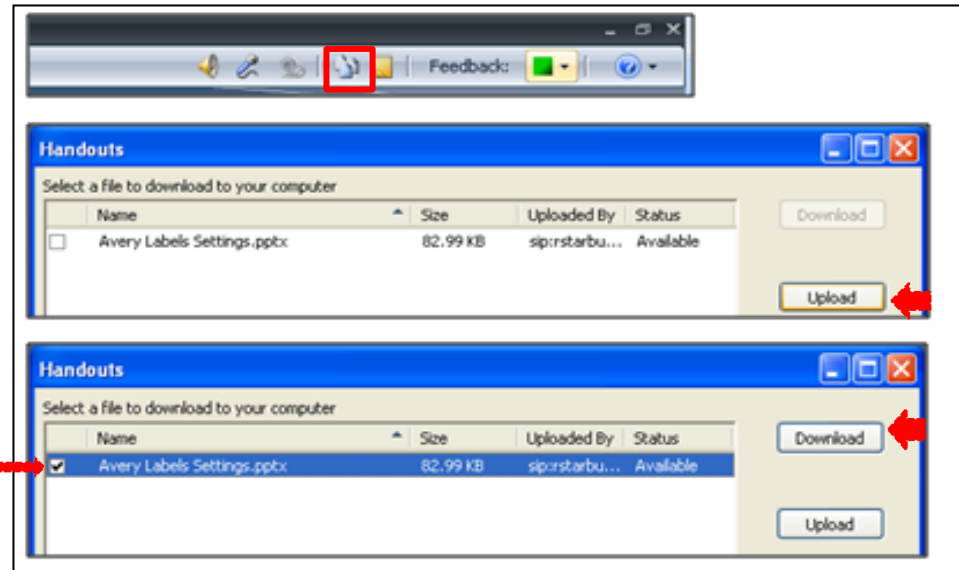 Feedback:
Handouts
Select a file to download to your computer
Name Size Uploaded By Status Download
Avery Labels Settings.pptx 82.99 KB sip:rstarbu... Available
Upload
Handouts
Select a file to download to your computer
Name Size Uploaded By Status Download
Avery Labels Settings.pptx 82.99 KB sip:rstarbu... Available
Upload